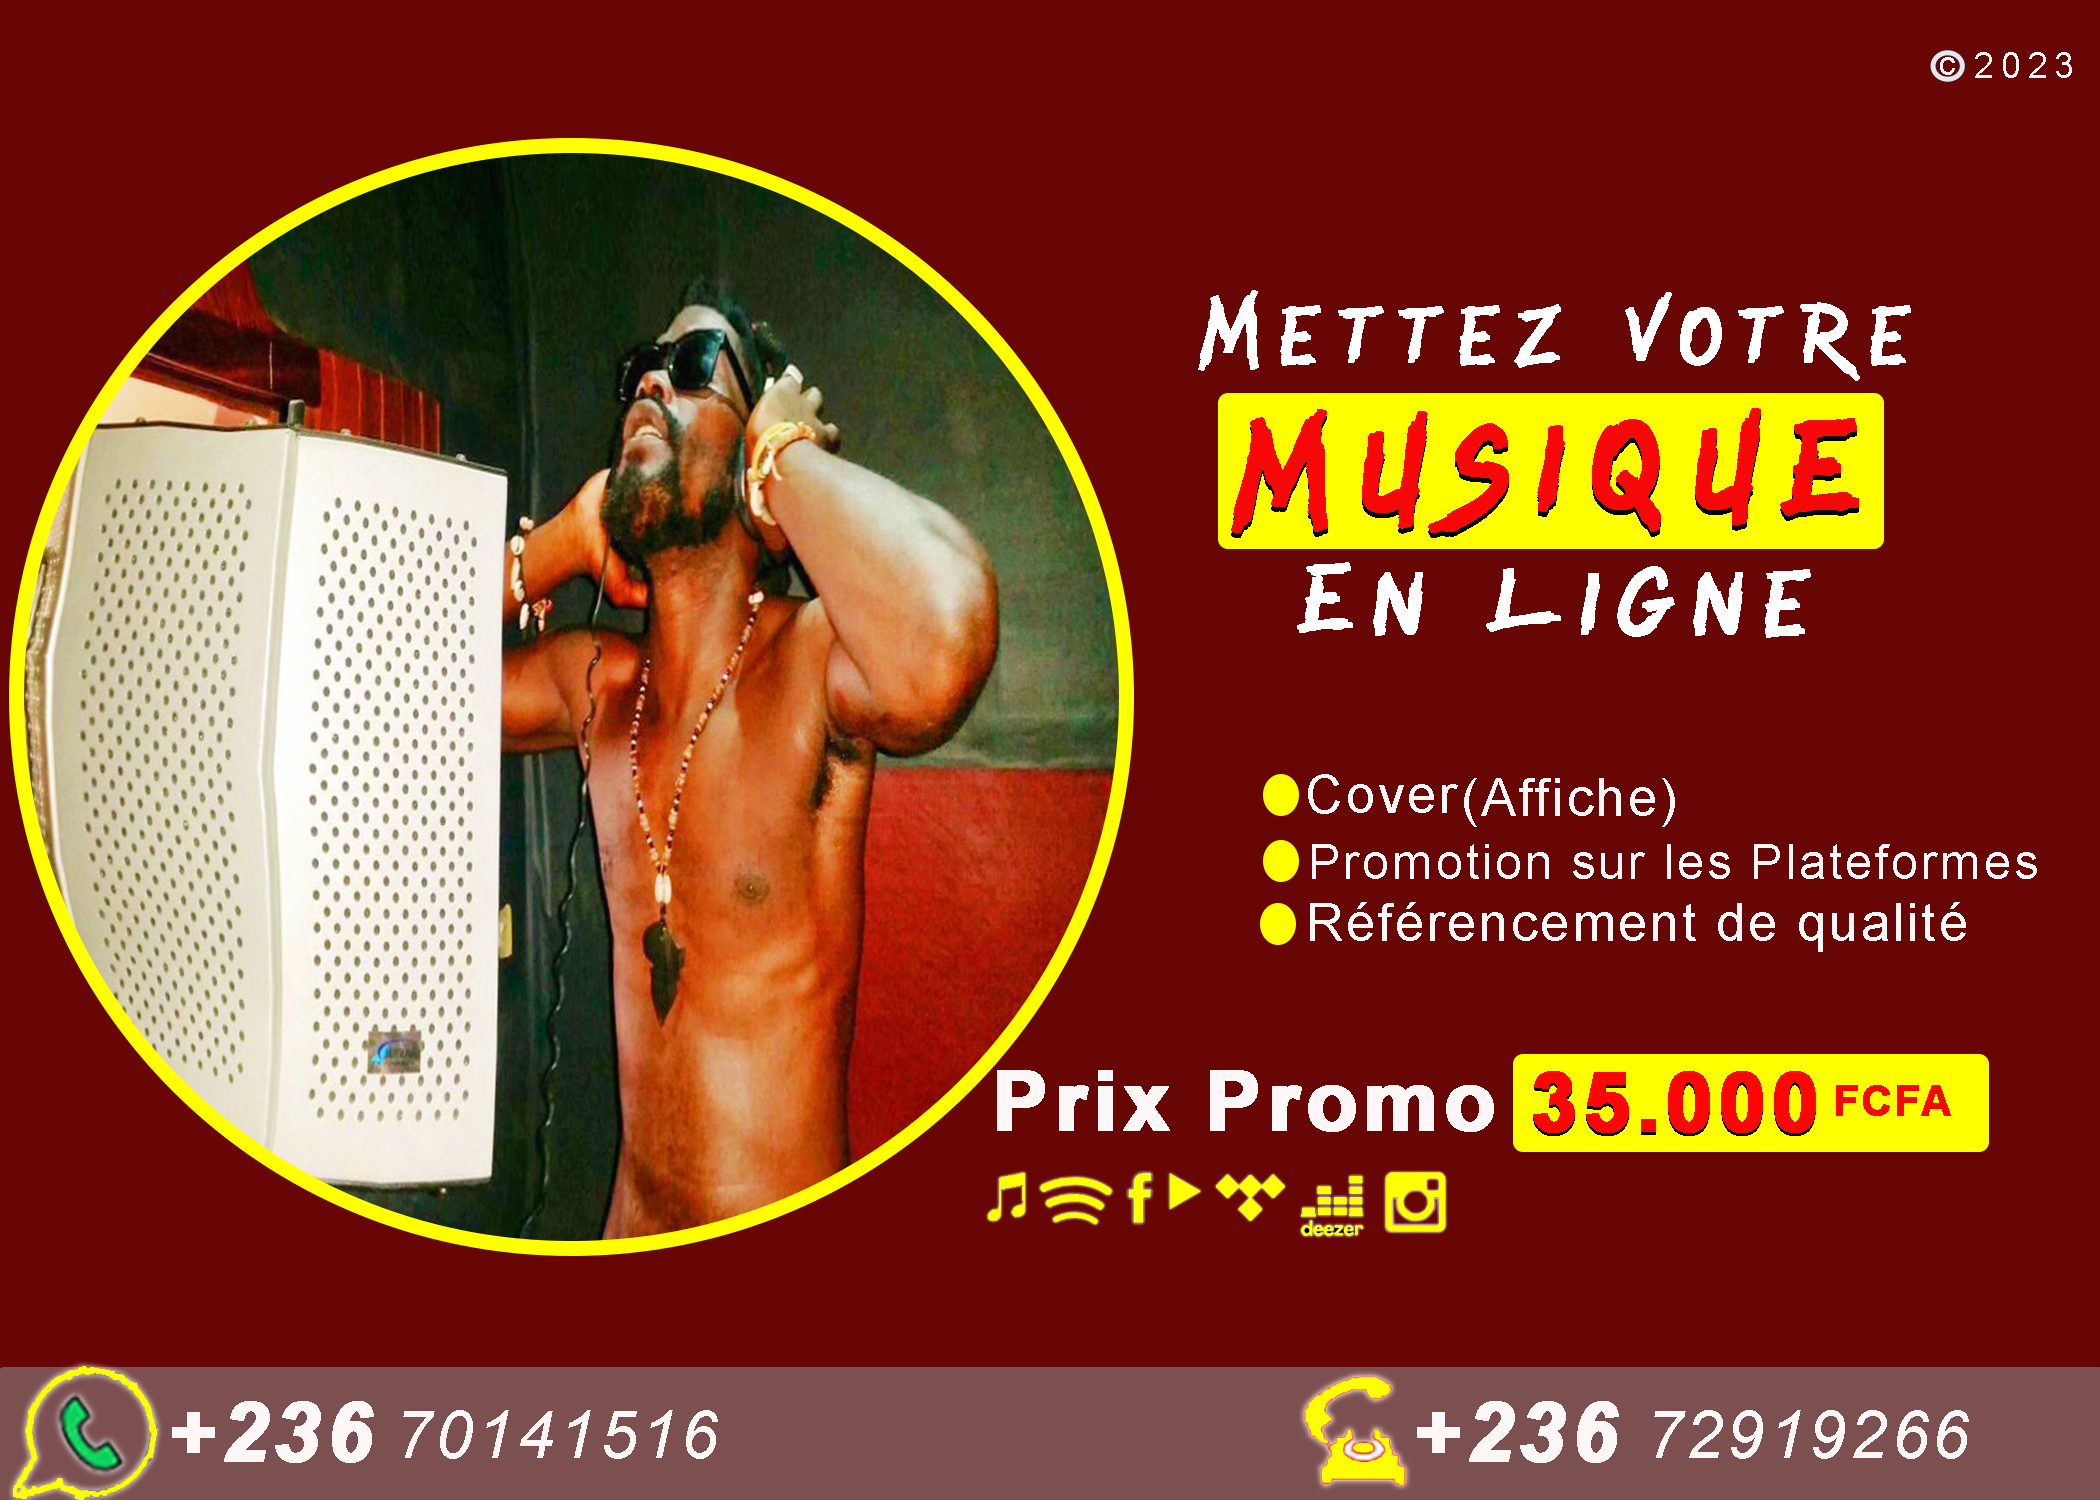 © 2023
METTEZ VOTRE
MUSIQUE
EN LIGNE
Cover(Affiche)
Promotion sur les Plateformes
Référencement de qualité
Prix Promo 35.000 FCFA
deezer
+236 70141516
+236 72919266